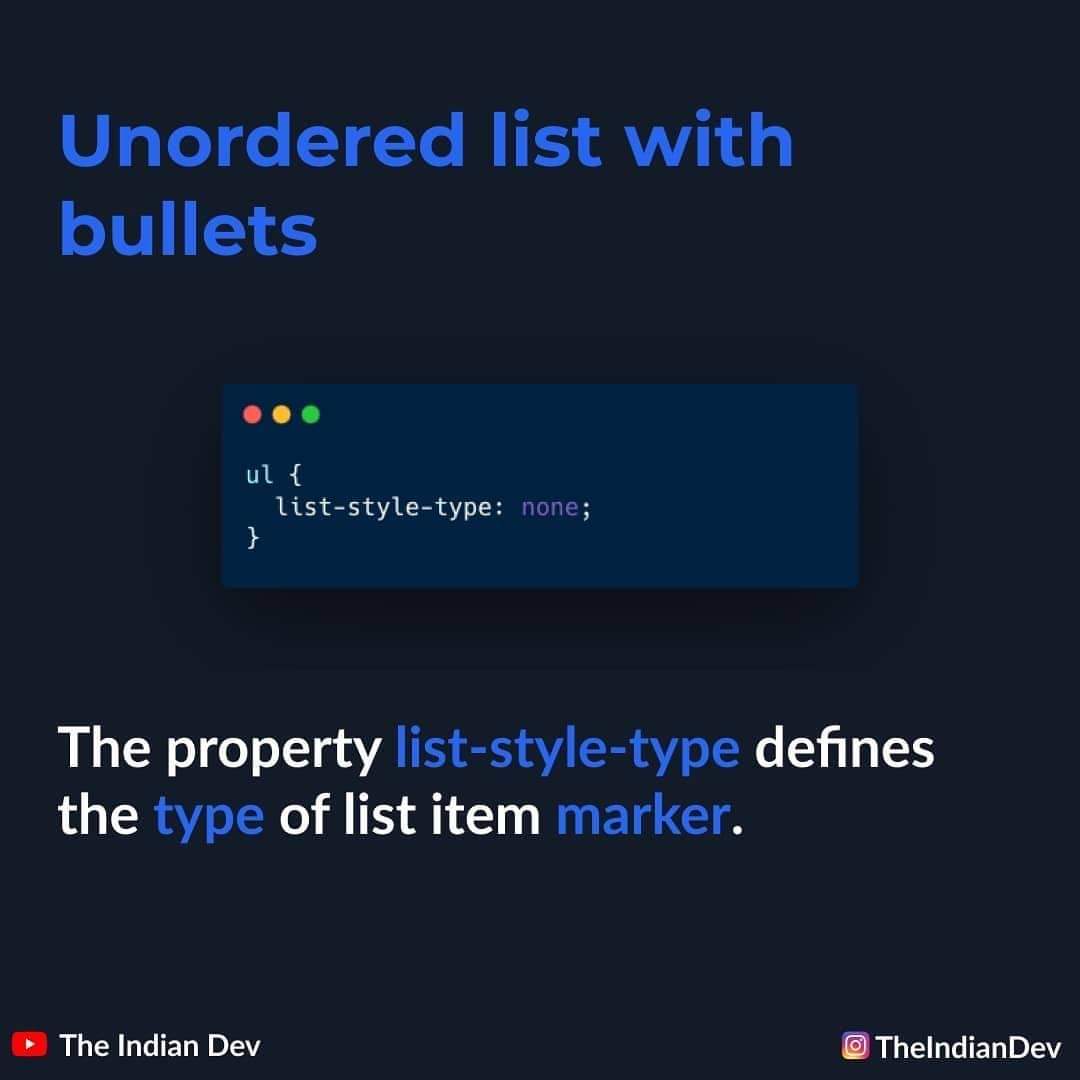 Unordered list with
bullets
ul {
  list-style-type: none;
}
The property list-style-type defines
the type of list item marker.
The Indian Dev
TheIndianDev